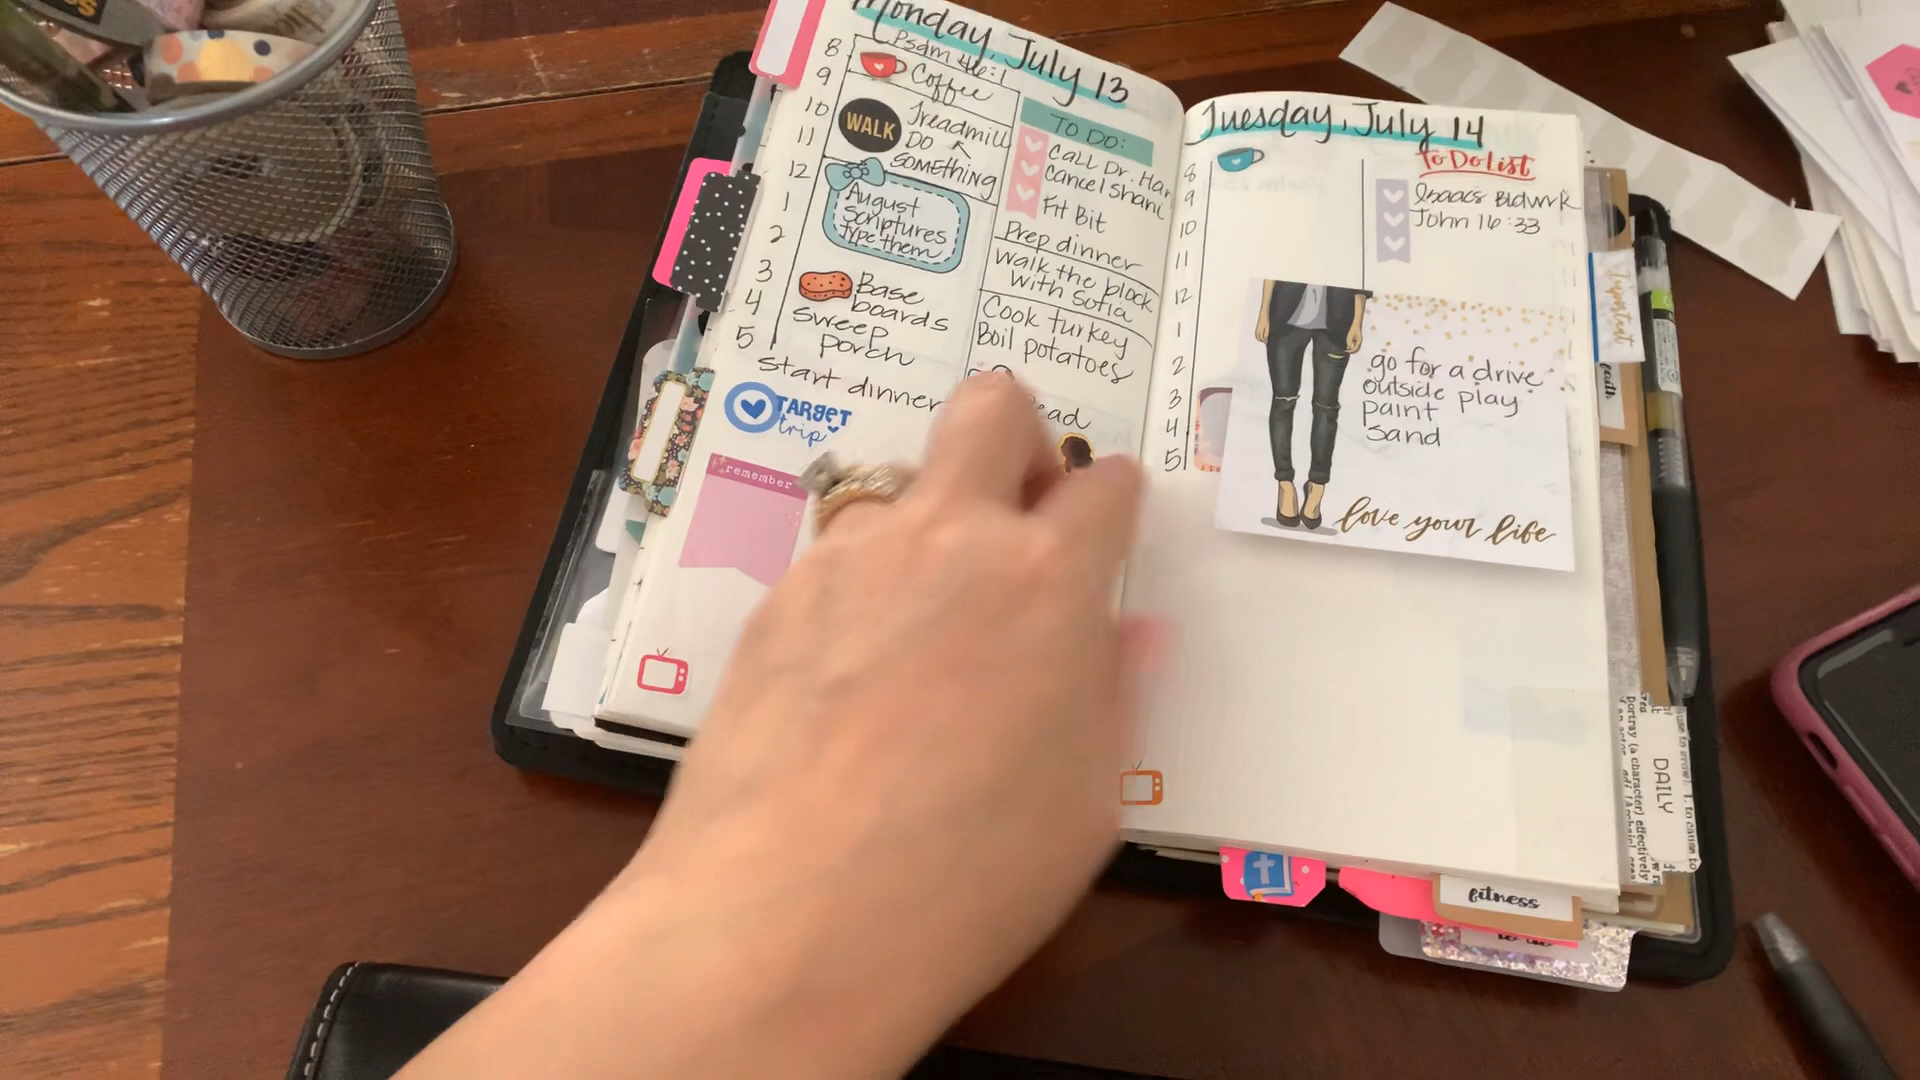 Monday, July 13
Psalm 46:1
8
9
10
11
12
1
2
3
4
5
Coffee
WALK
Treadmill
DO
SOMETHING
August
Scriptures
Type them
Base
boards
Sweep
porch
Start dinner
TARGET
trip
remember
TO DO:
Call Dr. Har
Cancel Shani
Fit Bit
Prep dinner
Walk the block
with Sofia
Cook turkey
Boil potatoes
Tuesday, July 14
8
9
10
11
12
1
2
3
4
5
To Do List
Isaacs Bldwrk
John 16:33
go for a drive
outside play
paint
sand
love your life
Important
faith
DAILY
fitness